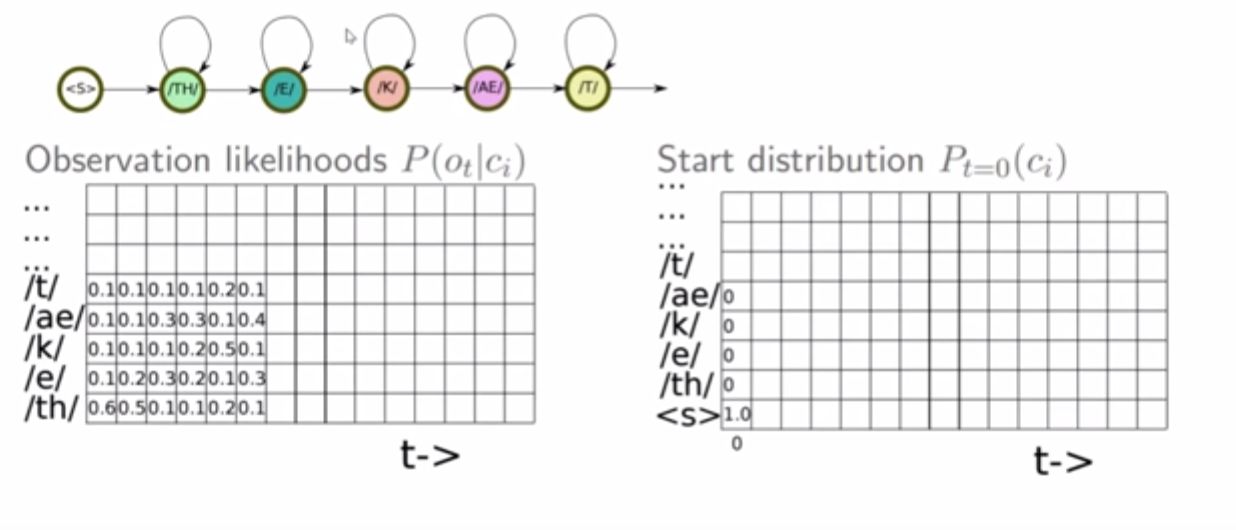 <S> /TH/ /E/ /K/ /AE/ /T/
Observation likelihoods P(o_t|c_i)
...
...
...
/t/ 0.1 0.1 0.1 0.1 0.2 0.1
/ae/ 0.1 0.1 0.3 0.3 0.1 0.4
/k/ 0.1 0.1 0.1 0.2 0.5 0.1
/e/ 0.1 0.2 0.3 0.2 0.1 0.3
/th/ 0.6 0.5 0.1 0.1 0.2 0.1
t->
Start distribution P_{t=0}(c_i)
...
...
...
/t/
/ae/ 0
/k/ 0
/e/ 0
/th/ 0
<s> 1.0
0
t->